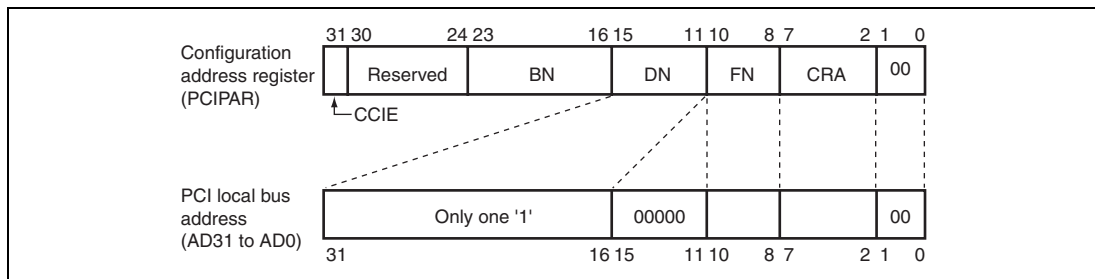 31 30 24 23 16 15 11 10 8 7 2 1 0
Configuration
address register
(PCIPAR)
Reserved BN DN FN CRA 00
CCIE
PCI local bus
address
(AD31 to AD0)
Only one '1' 00000 00
31 16 15 11 10 8 7 2 1 0